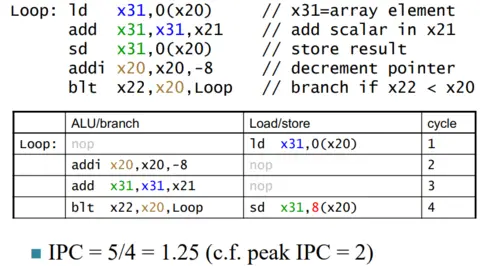 Loop: ld x31,0(x20) // x31=array element
add x31,x31,x21 // add scalar in x21
sd x31,0(x20) // store result
addi x20,x20,-8 // decrement pointer
blt x22,x20,Loop // branch if x22 < x20
ALU/branch Load/store cycle
Loop: nop ld x31,0(x20) 1
addi x20,x20,-8 nop 2
add x31,x31,x21 nop 3
blt x22,x20,Loop sd x31,8(x20) 4
■ IPC = 5/4 = 1.25 (c.f. peak IPC = 2)